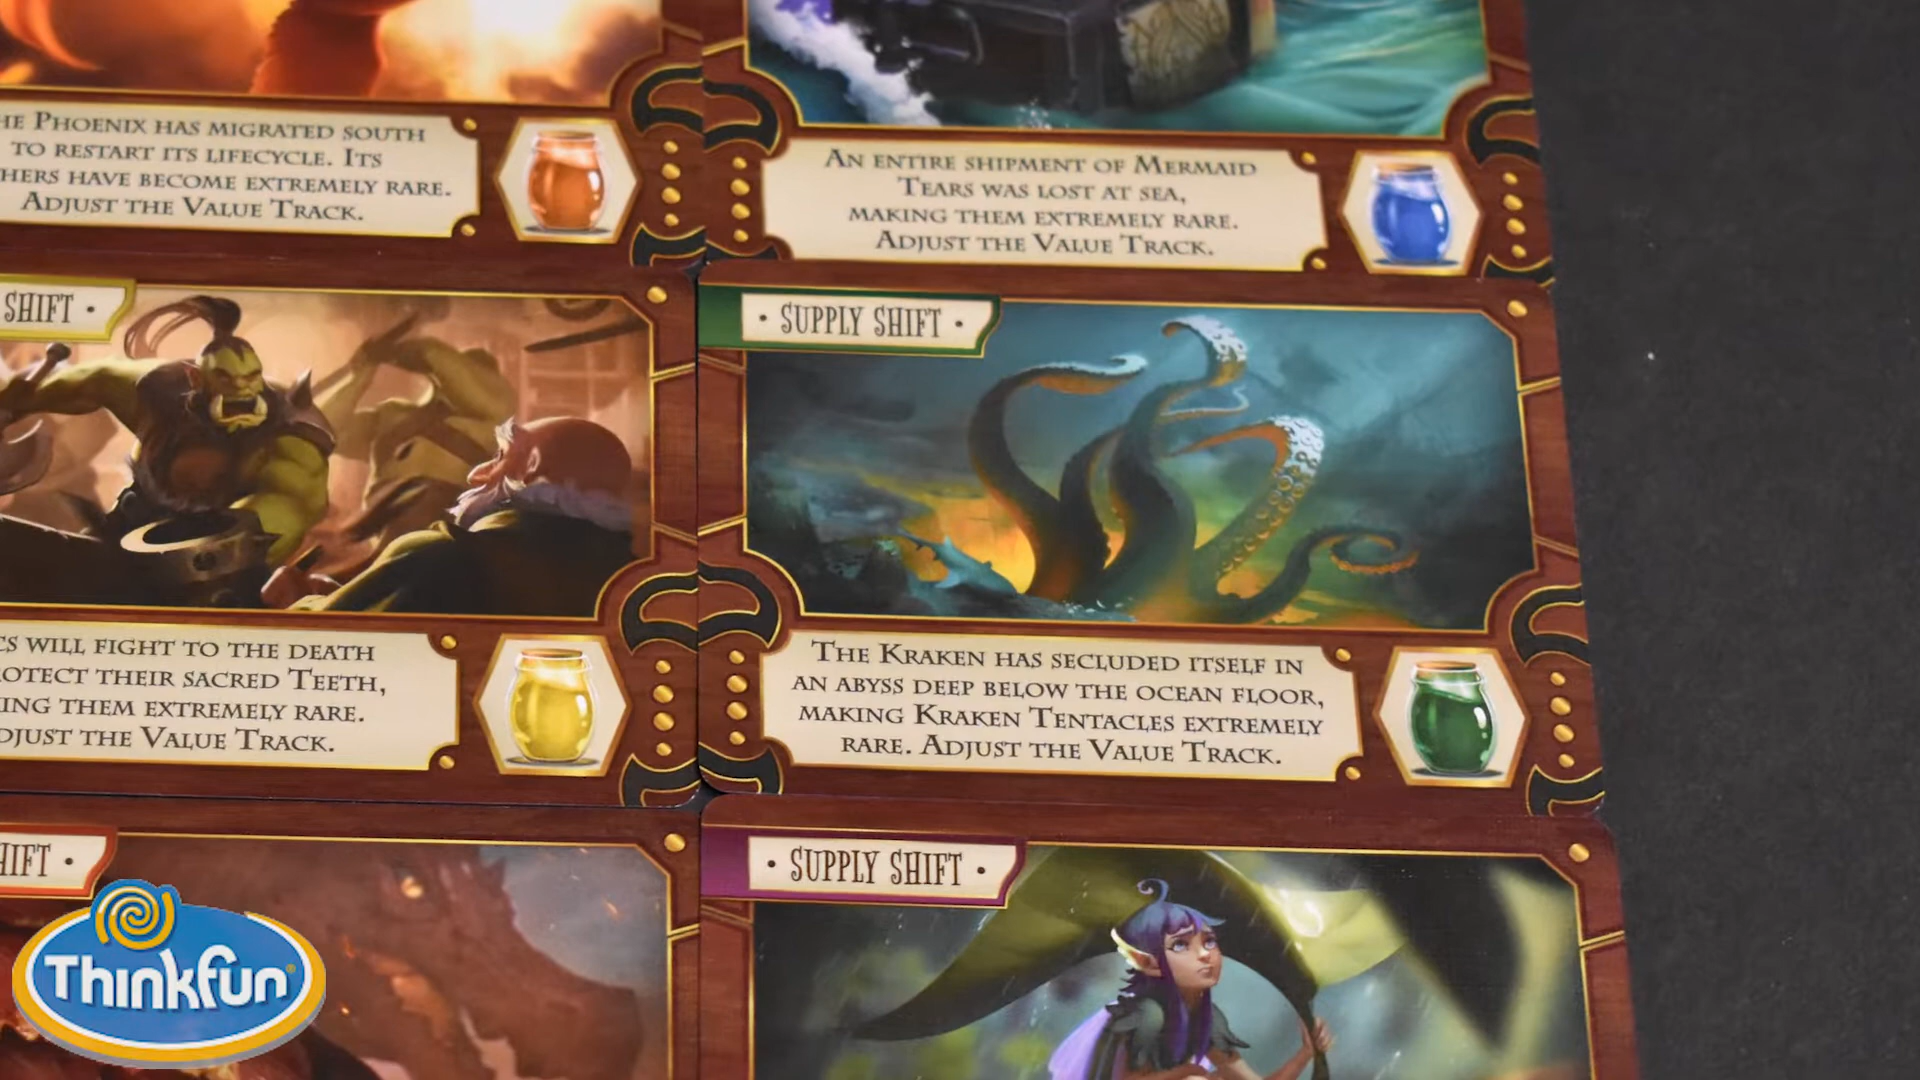 HE PHOENIX HAS MIGRATED SOUTH
TO RESTART ITS LIFECYCLE. ITS
HERS HAVE BECOME EXTREMELY RARE.
ADJUST THE VALUE TRACK.
AN ENTIRE SHIPMENT OF MERMAID
TEARS WAS LOST AT SEA,
MAKING THEM EXTREMELY RARE.
ADJUST THE VALUE TRACK.
SHIFT •
CS WILL FIGHT TO THE DEATH
OTECT THEIR SACRED TEETH,
ING THEM EXTREMELY RARE.
DJUST THE VALUE TRACK.
• SUPPLY SHIFT •
THE KRAKEN HAS SECLUDED ITSELF IN
AN ABYSS DEEP BELOW THE OCEAN FLOOR,
MAKING KRAKEN TENTACLES EXTREMELY
RARE. ADJUST THE VALUE TRACK.
HIFT •
• SUPPLY SHIFT •
ThinkFun®